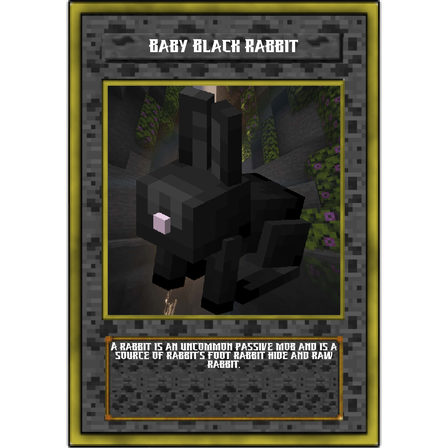 BABY BLACK RABBIT
A RABBIT IS AN UNCOMMON PASSIVE MOB AND IS A
SOURCE OF RABBIT'S FOOT RABBIT HIDE AND RAW
RABBIT.